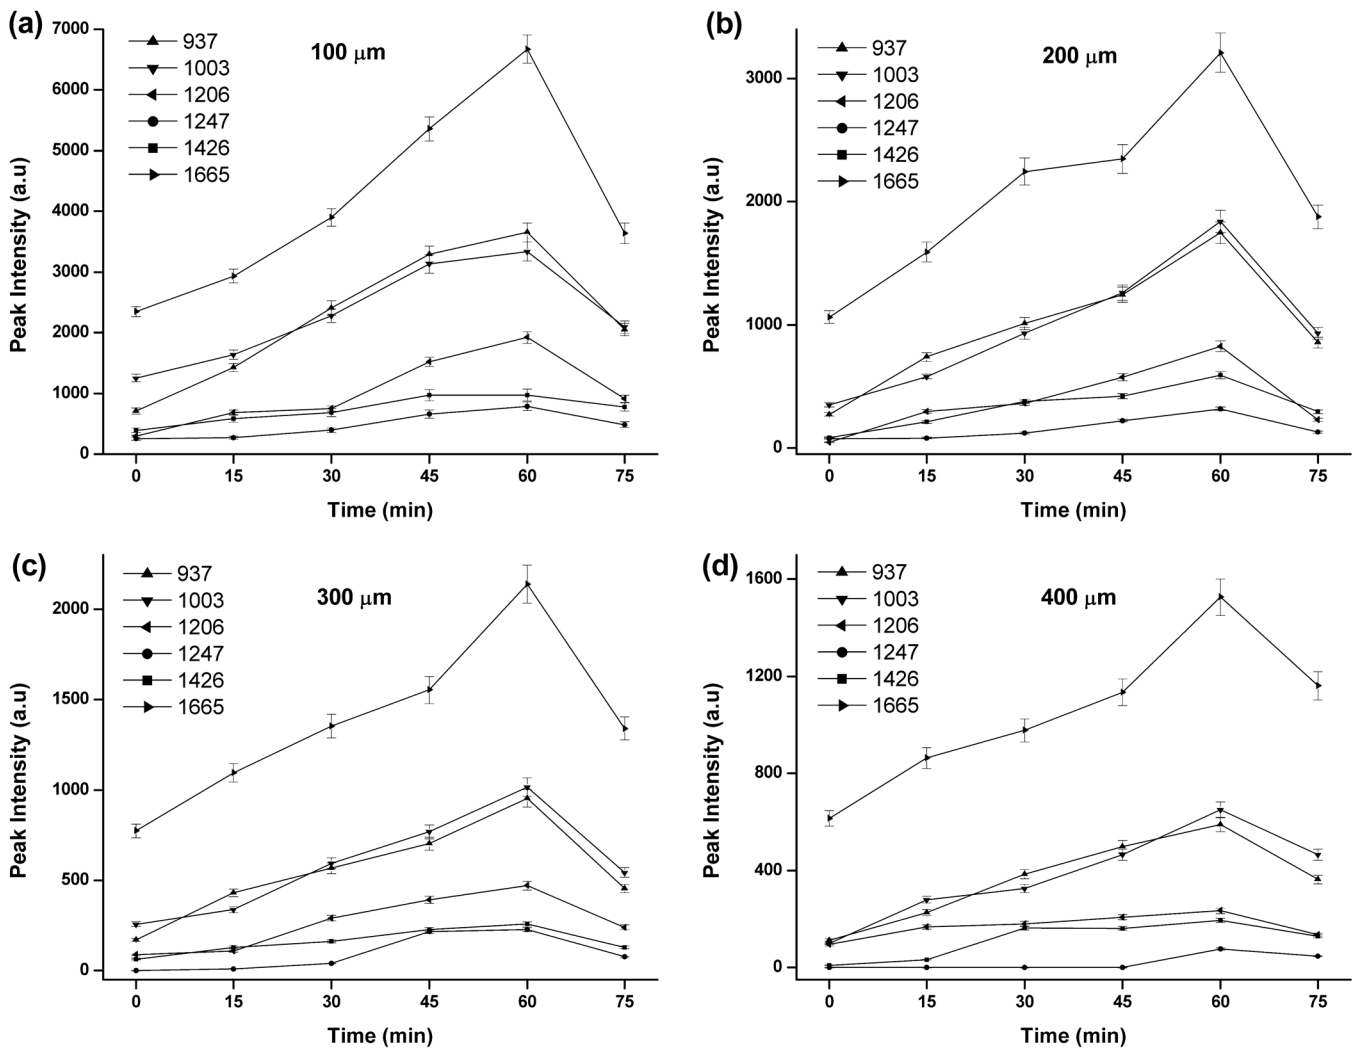 (a)
100 μm
937
1003
1206
1247
1426
1665
7000
6000
5000
4000
3000
2000
1000
0
Peak Intensity (a.u)
0 15 30 45 60 75
Time (min)
(b)
200 μm
937
1003
1206
1247
1426
1665
3000
2000
1000
0
Peak Intensity (a.u)
0 15 30 45 60 75
Time (min)
(c)
300 μm
937
1003
1206
1247
1426
1665
2000
1500
1000
500
0
Peak Intensity (a.u)
0 15 30 45 60 75
Time (min)
(d)
400 μm
937
1003
1206
1247
1426
1665
1600
1200
800
400
0
Peak Intensity (a.u)
0 15 30 45 60 75
Time (min)